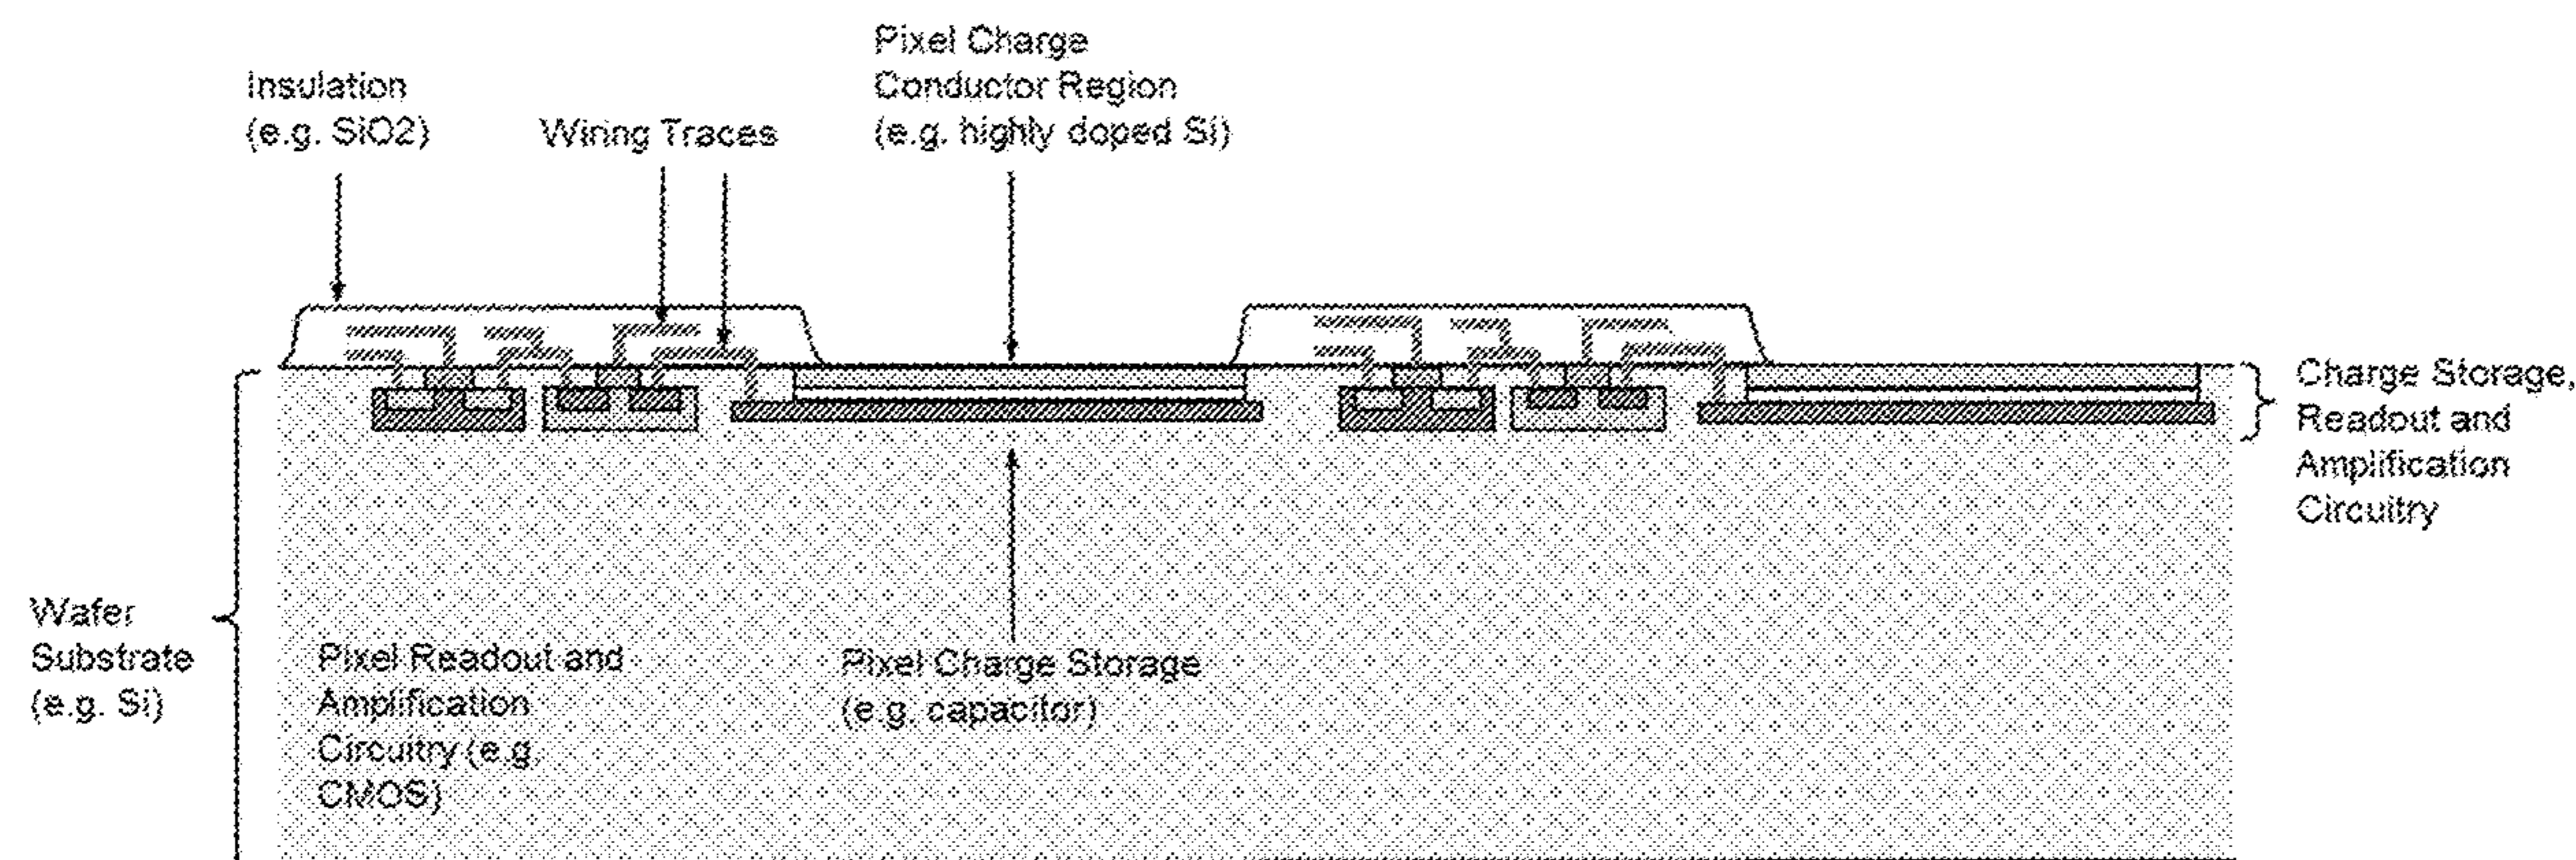 Pixel Charge
Conductor Region
(e.g. highly doped Si)
Insulation
(e.g. SiO2)
Wiring Traces
Charge Storage,
Readout and
Amplification
Circuitry
Wafer
Substrate
(e.g. Si)
Pixel Readout and
Amplification
Circuitry (e.g.
CMOS)
Pixel Charge Storage
(e.g. capacitor)